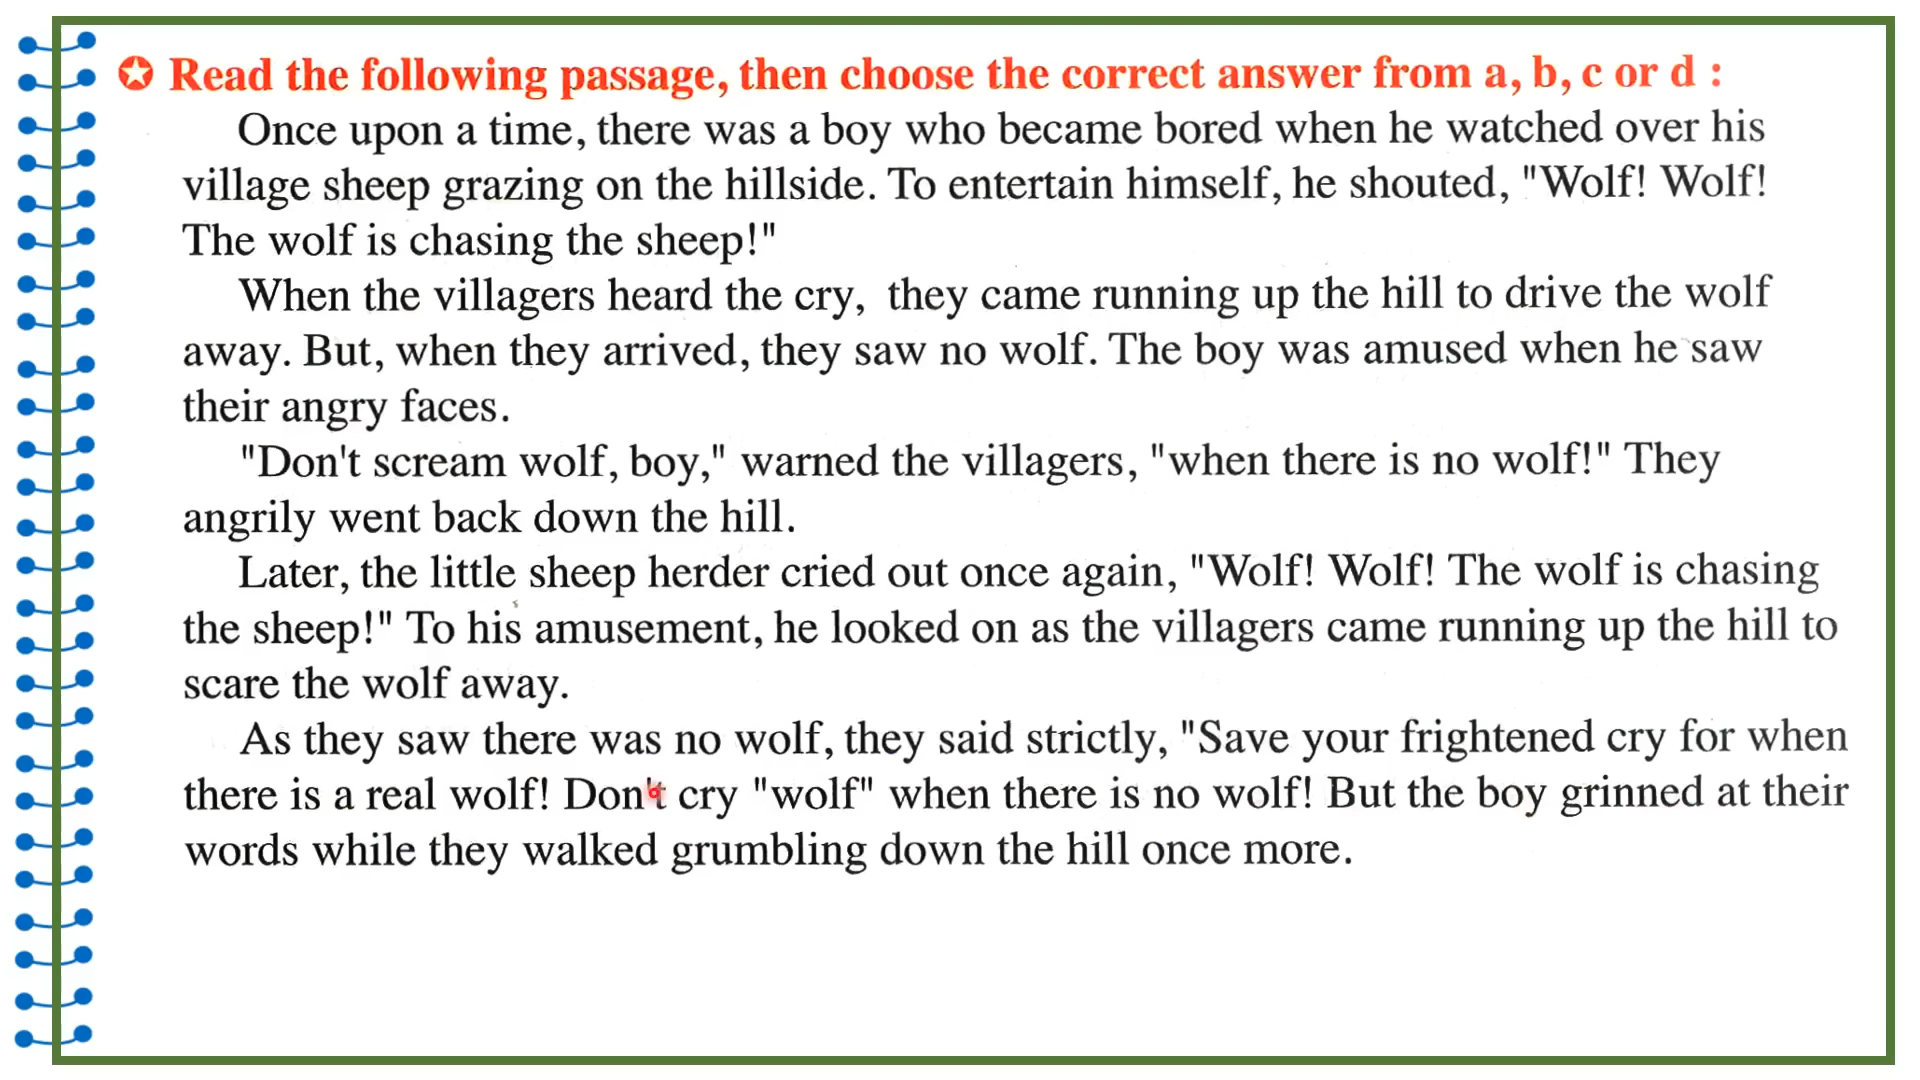 Read the following passage, then choose the correct answer from a, b, c or d :
Once upon a time, there was a boy who became bored when he watched over his
village sheep grazing on the hillside. To entertain himself, he shouted, "Wolf! Wolf!
The wolf is chasing the sheep!"
When the villagers heard the cry, they came running up the hill to drive the wolf
away. But, when they arrived, they saw no wolf. The boy was amused when he saw
their angry faces.
"Don't scream wolf, boy," warned the villagers, "when there is no wolf!" They
angrily went back down the hill.
Later, the little sheep herder cried out once again, "Wolf! Wolf! The wolf is chasing
the sheep!" To his amusement, he looked on as the villagers came running up the hill to
scare the wolf away.
As they saw there was no wolf, they said strictly, "Save your frightened cry for when
there is a real wolf! Don't cry "wolf" when there is no wolf! But the boy grinned at their
words while they walked grumbling down the hill once more.